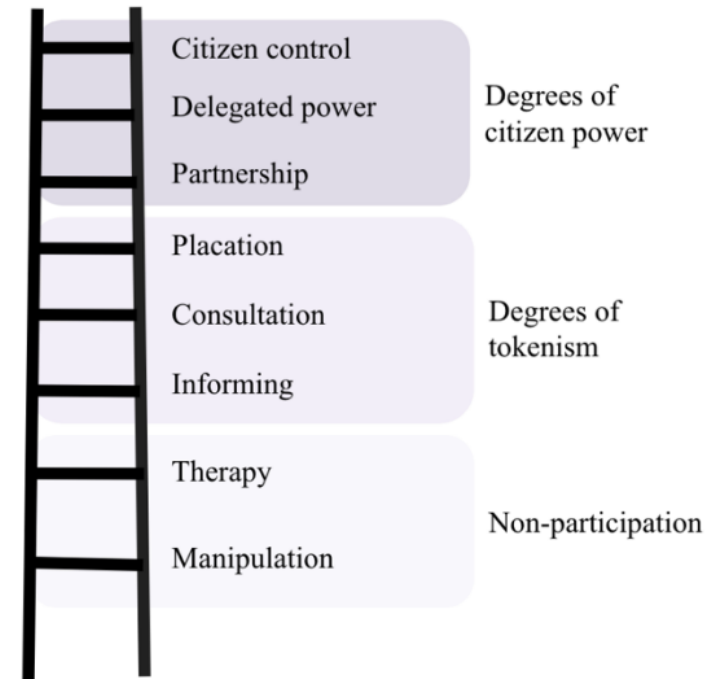 Citizen control
Delegated power
Partnership
Degrees of
citizen power
Placation
Consultation
Informing
Degrees of
tokenism
Therapy
Manipulation
Non-participation